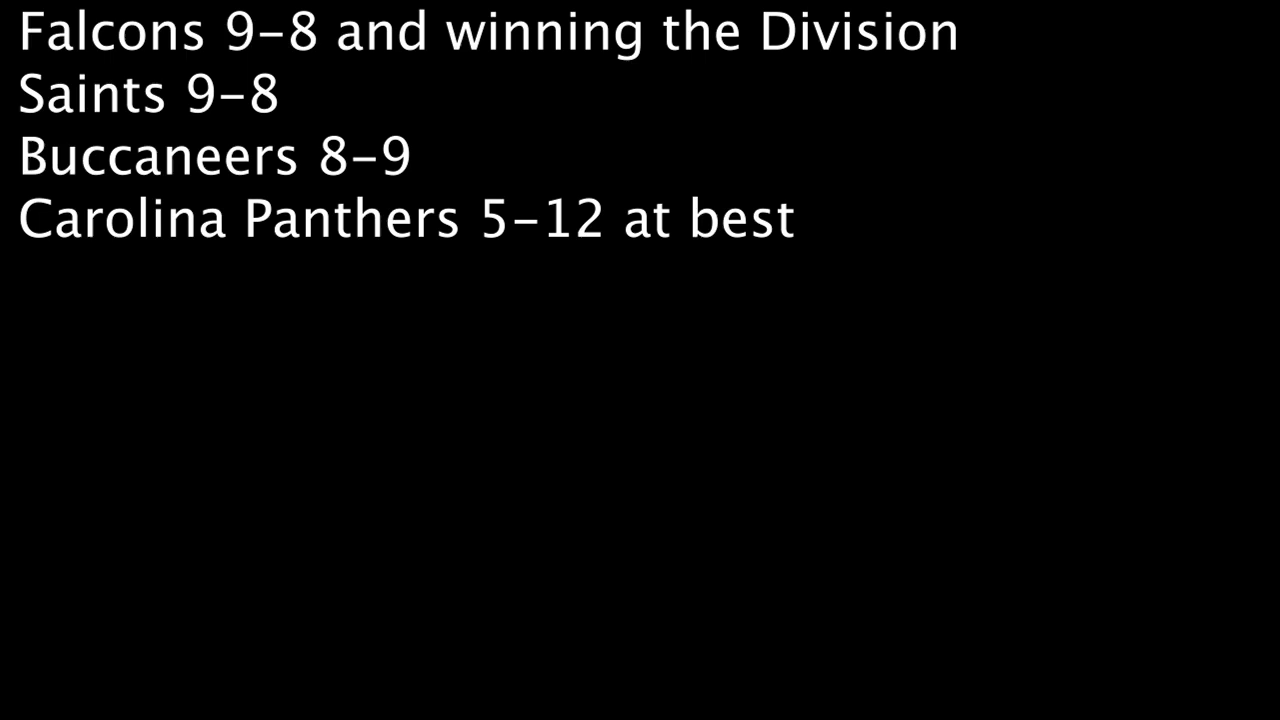 Falcons 9-8 and winning the Division
Saints 9-8
Buccaneers 8-9
Carolina Panthers 5-12 at best